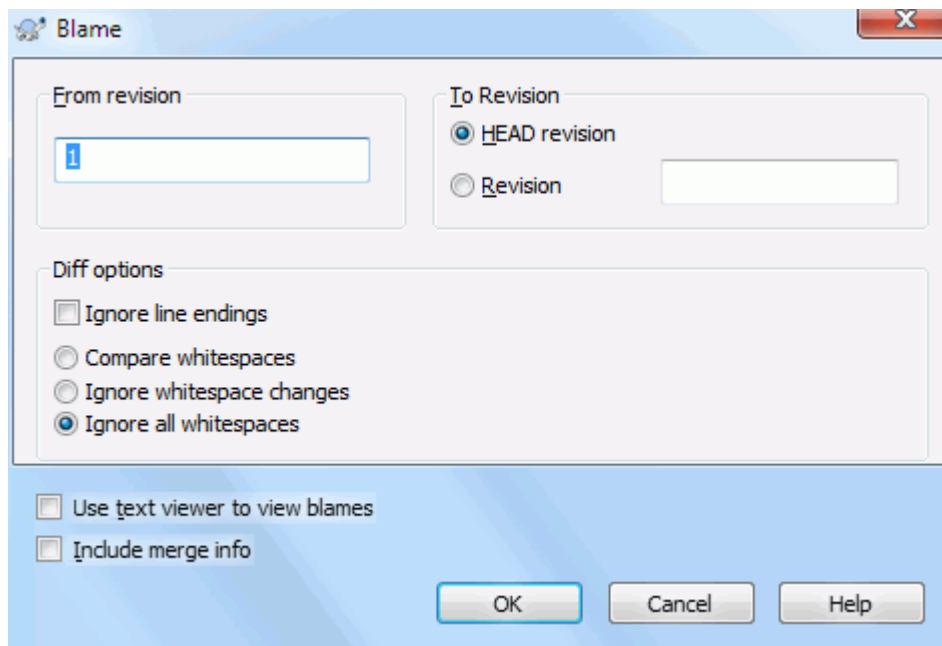 Blame
From revision
1
To Revision
HEAD revision
Revision
Diff options
Ignore line endings
Compare whitespaces
Ignore whitespace changes
Ignore all whitespaces
Use text viewer to view blames
Include merge info
OK Cancel Help